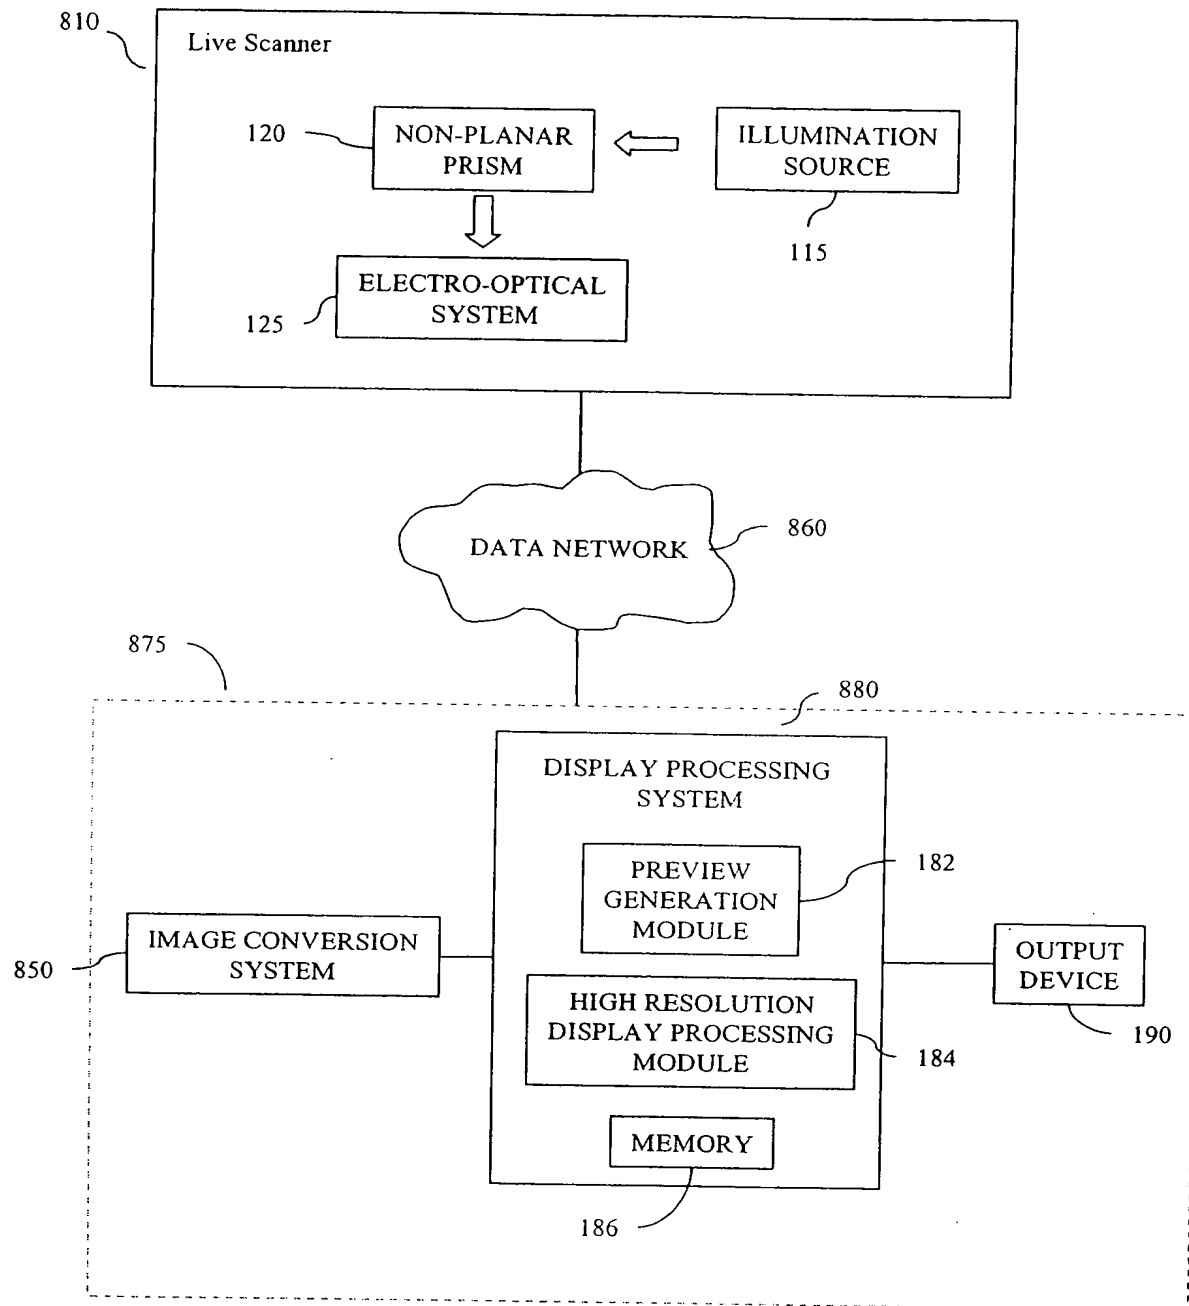 810
Live Scanner
120
NON-PLANAR
PRISM
ILLUMINATION
SOURCE
115
ELECTRO-OPTICAL
SYSTEM
125
DATA NETWORK
860
875
880
DISPLAY PROCESSING
SYSTEM
PREVIEW
GENERATION
MODULE
182
IMAGE CONVERSION
SYSTEM
850
OUTPUT
DEVICE
190
HIGH RESOLUTION
DISPLAY PROCESSING
MODULE
184
MEMORY
186